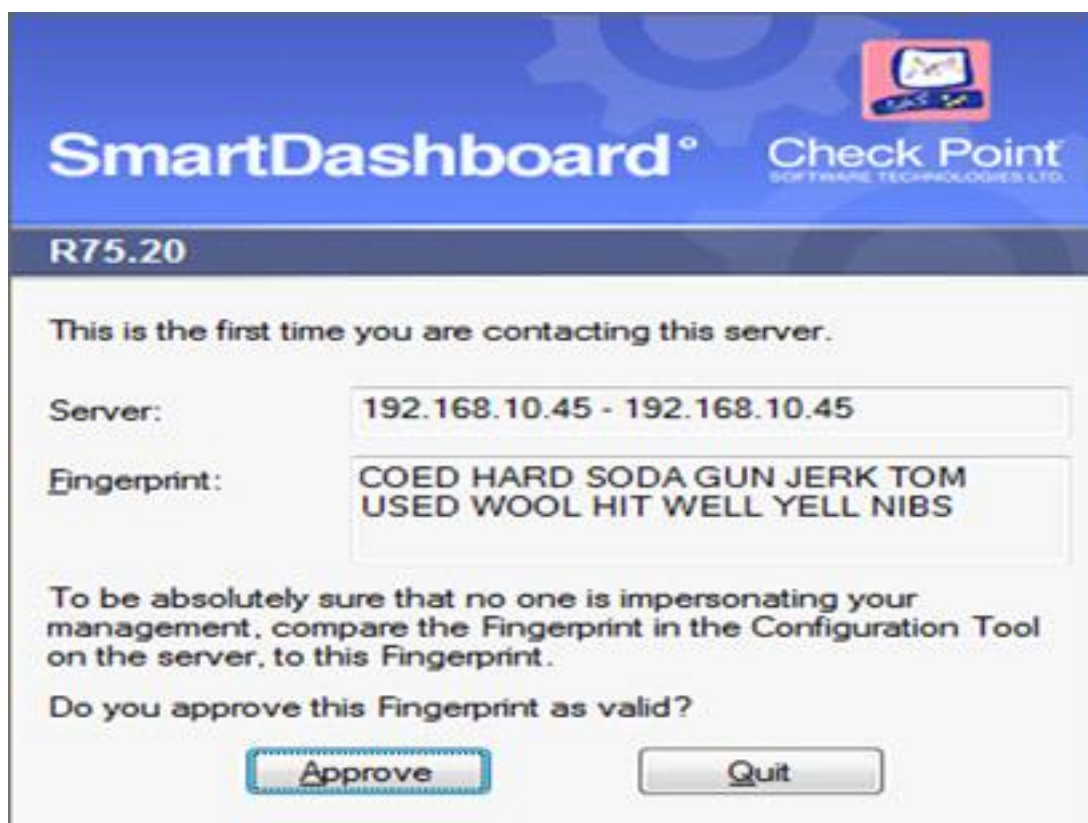 SmartDashboard°
Check Point
SOFTWARE TECHNOLOGIES LTD.
R75.20
This is the first time you are contacting this server.
Server: 192.168.10.45 - 192.168.10.45
Fingerprint: COED HARD SODA GUN JERK TOM
USED WOOL HIT WELL YELL NIBS
To be absolutely sure that no one is impersonating your
management, compare the Fingerprint in the Configuration Tool
on the server, to this Fingerprint.
Do you approve this Fingerprint as valid?
Approve Quit